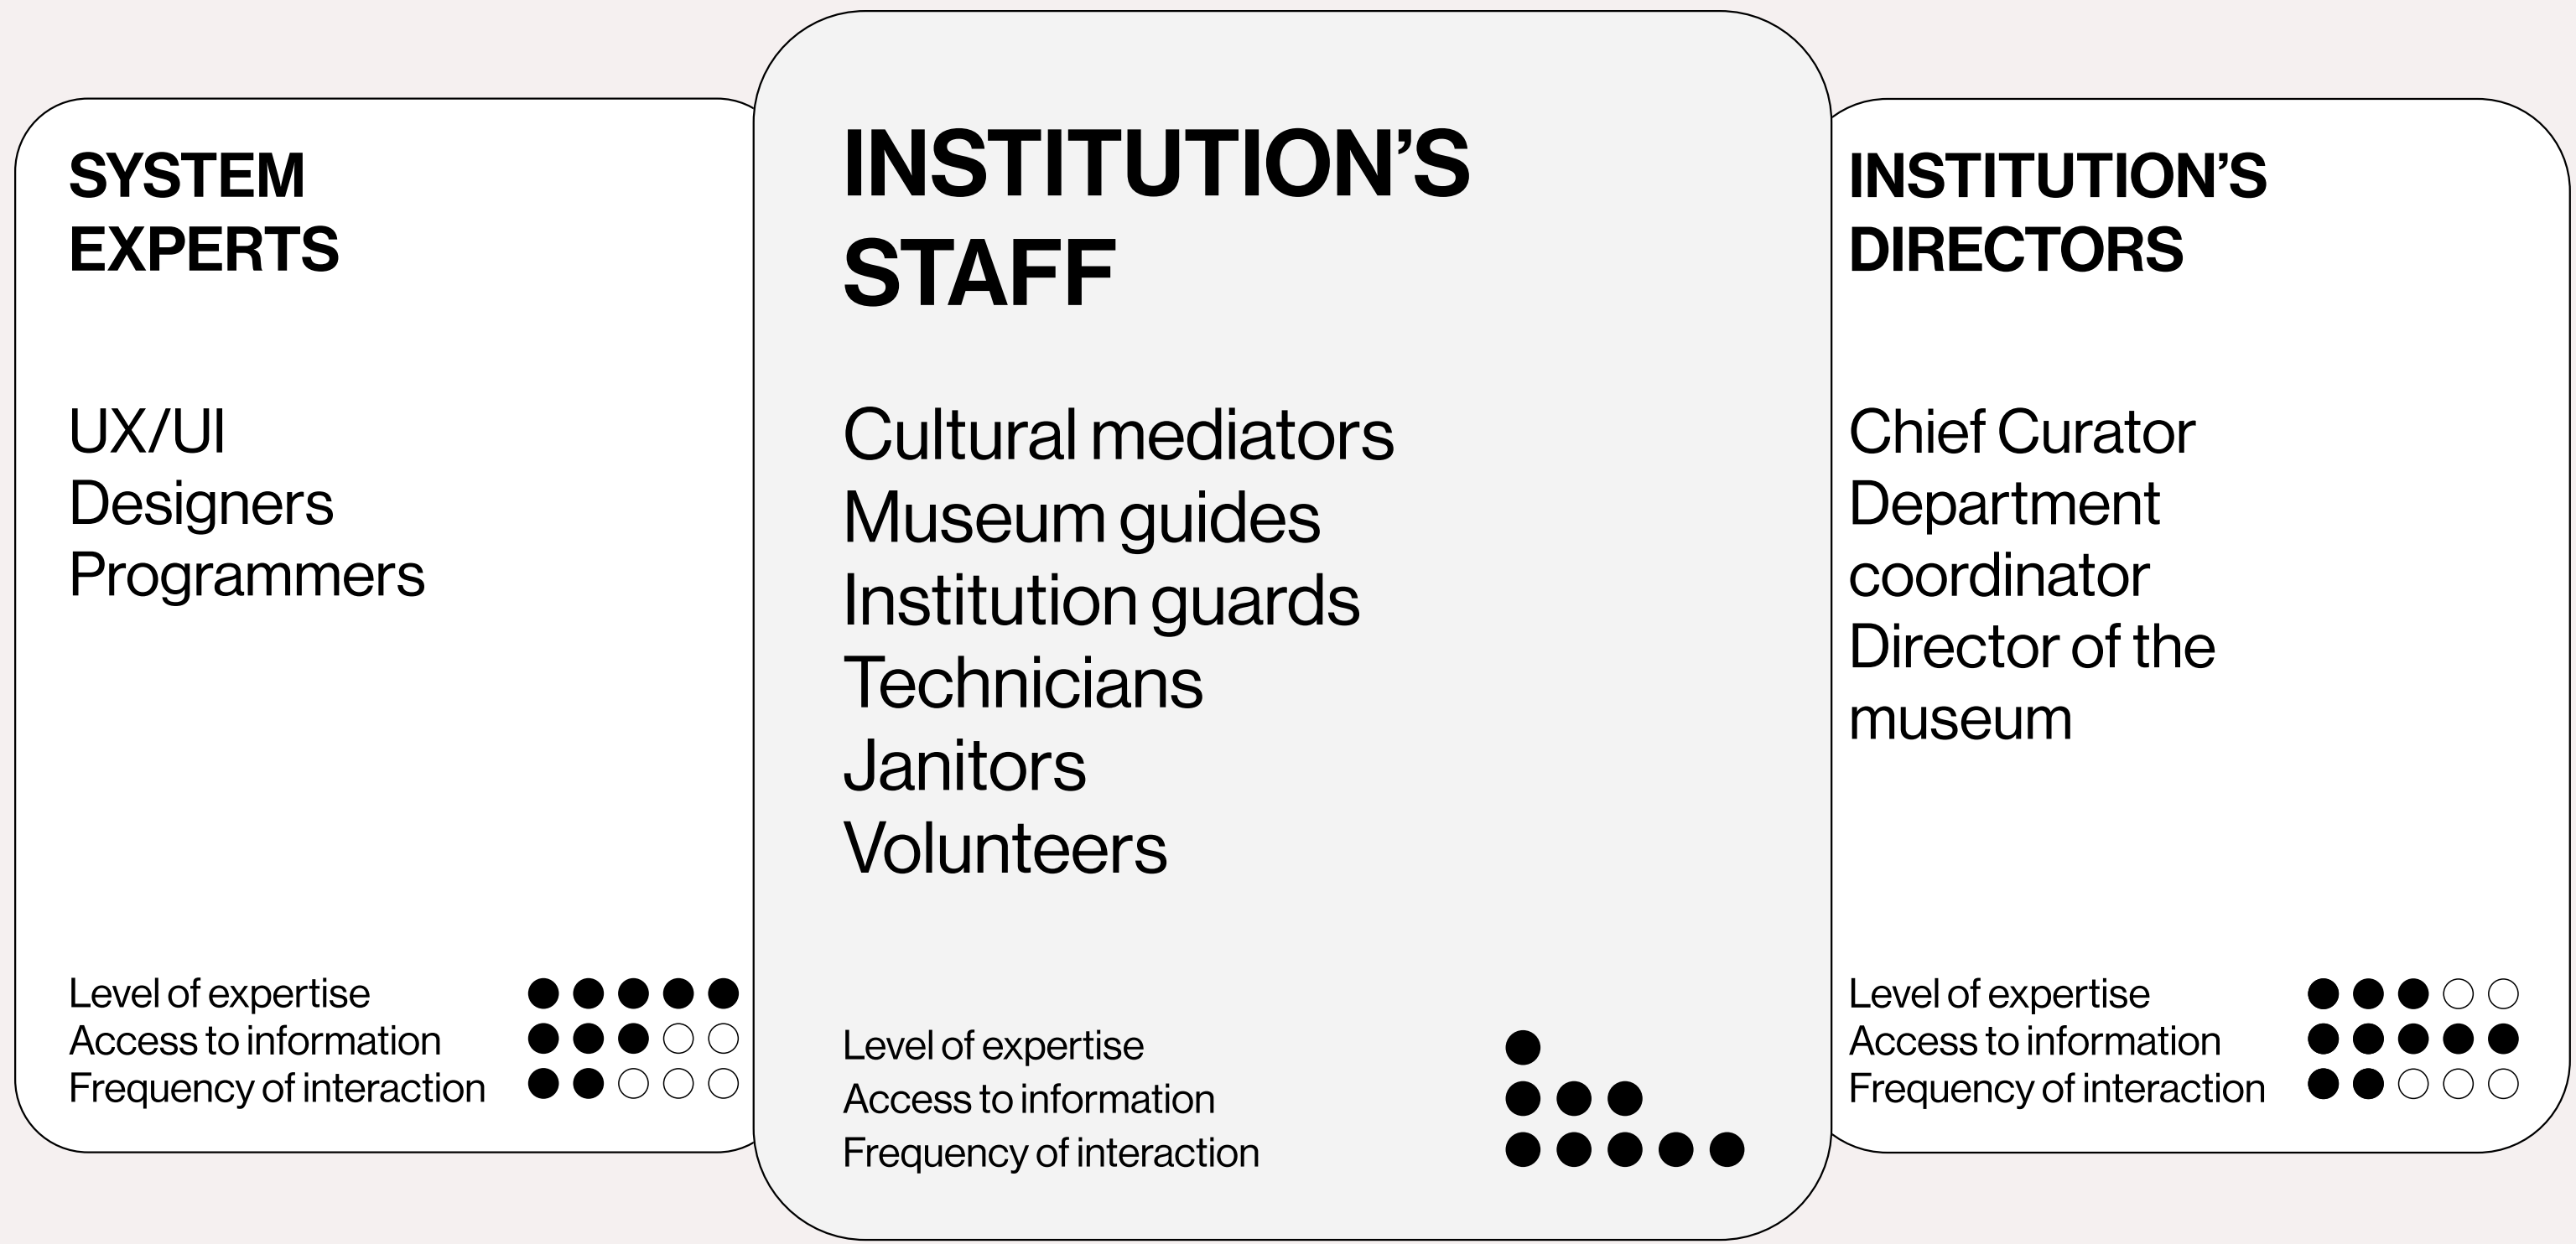 SYSTEM
EXPERTS
UX/UI
Designers
Programmers
Level of expertise
Access to information
Frequency of interaction
INSTITUTION’S
STAFF
Cultural mediators
Museum guides
Institution guards
Technicians
Janitors
Volunteers
Level of expertise
Access to information
Frequency of interaction
INSTITUTION’S
DIRECTORS
Chief Curator
Department
coordinator
Director of the
museum
Level of expertise
Access to information
Frequency of interaction